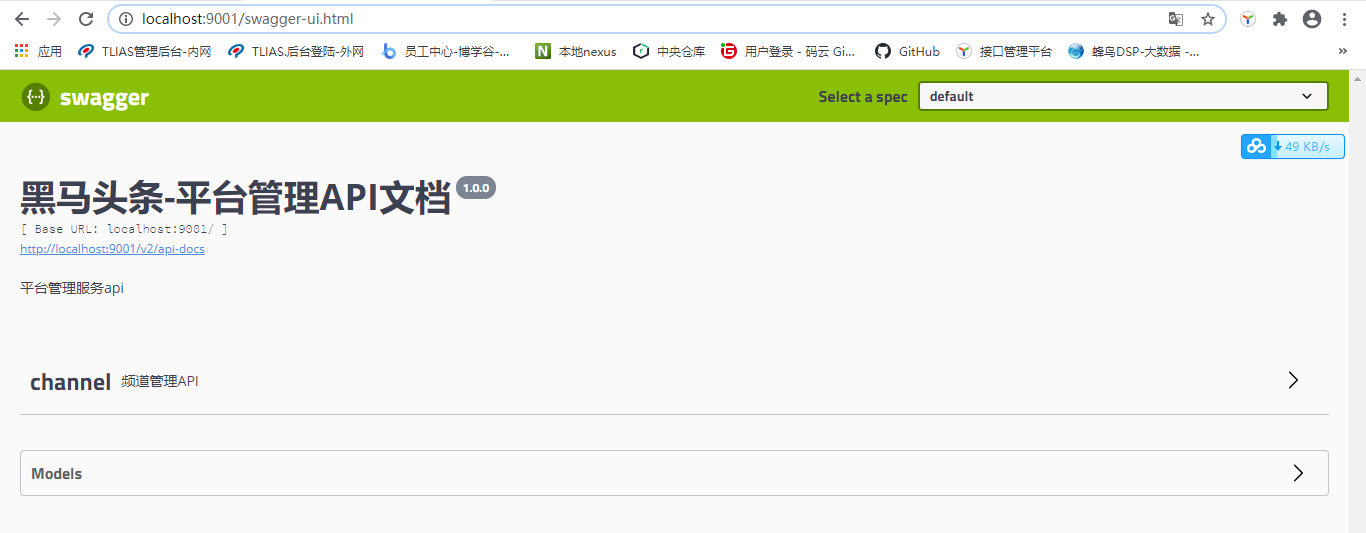 localhost:9001/swagger-ui.html
应用 TLIAS管理后台-内网 TLIAS.后台登陆-外网 员工中心-博学谷-... 本地nexus 中央仓库 用户登录 - 码云 Gi... GitHub 接口管理平台 蜂鸟DSP-大数据 -... »
{···} swagger Select a spec default
49 KB/s
黑马头条-平台管理API文档 1.0.0
[ Base URL: localhost:9001/ ]
http://localhost:9001/v2/api-docs
平台管理服务api
channel 频道管理API
Models